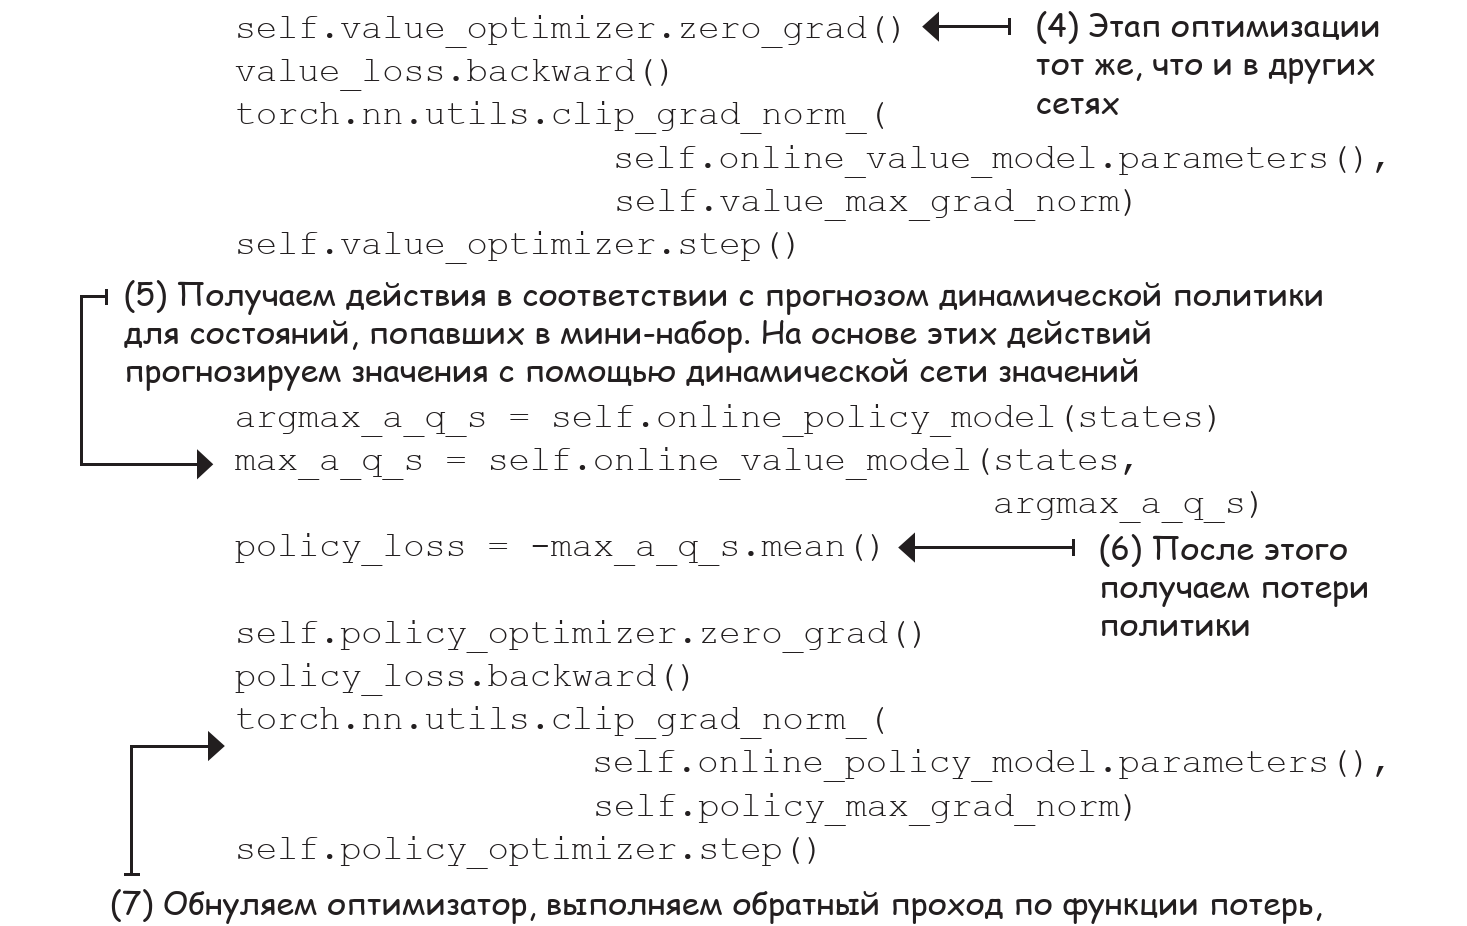 self.value_optimizer.zero_grad()
(4) Этап оптимизации
тот же, что и в других
сетях
value_loss.backward()
torch.nn.utils.clip_grad_norm_(
self.online_value_model.parameters(),
self.value_max_grad_norm)
self.value_optimizer.step()
(5) Получаем действия в соответствии с прогнозом динамической политики
для состояний, попавших в мини-набор. На основе этих действий
прогнозируем значения с помощью динамической сети значений
argmax_a_q_s = self.online_policy_model(states)
max_a_q_s = self.online_value_model(states,
argmax_a_q_s)
policy_loss = -max_a_q_s.mean()
(6) После этого
получаем потери
политики
self.policy_optimizer.zero_grad()
policy_loss.backward()
torch.nn.utils.clip_grad_norm_(
self.online_policy_model.parameters(),
self.policy_max_grad_norm)
self.policy_optimizer.step()
(7) Обнуляем оптимизатор, выполняем обратный проход по функции потерь,